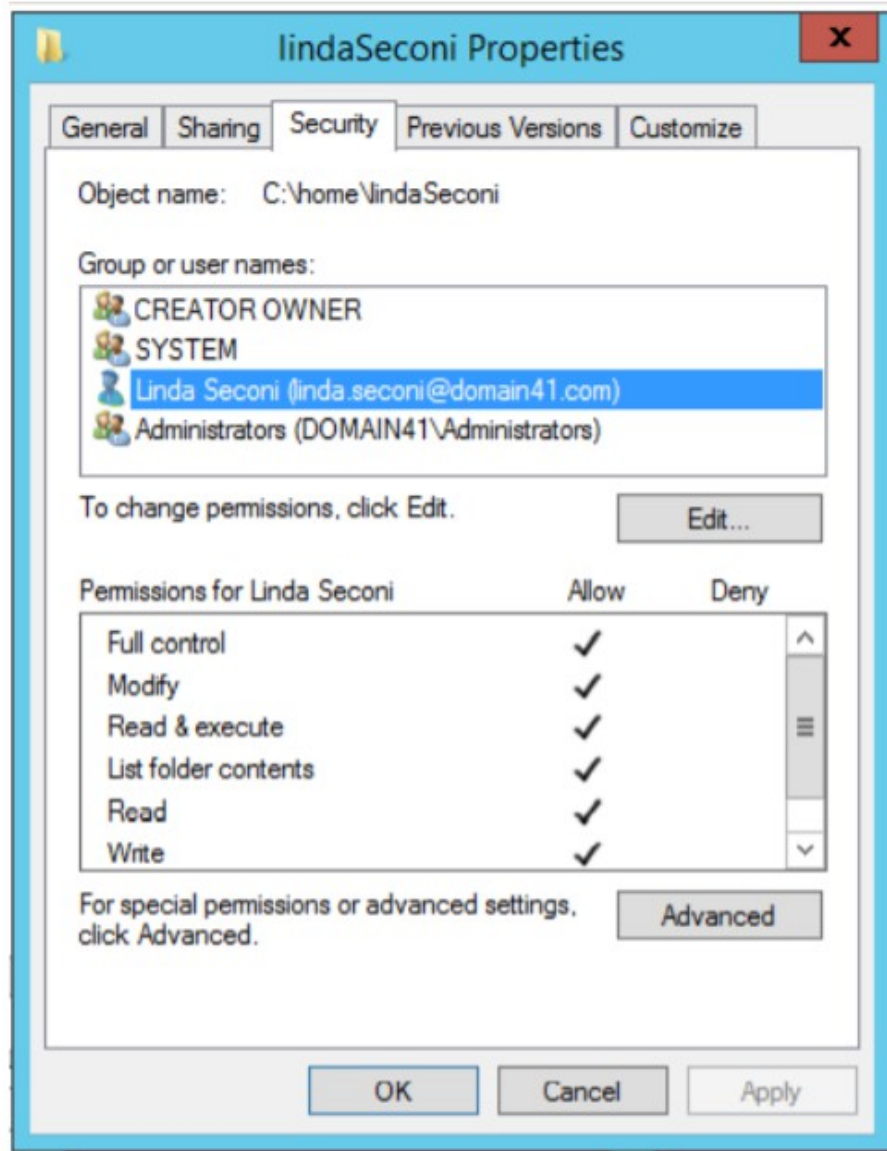 lindaSeconi Properties
x
General Sharing Security Previous Versions Customize
Object name: C:\home\lindaSeconi
Group or user names:
CREATOR OWNER
SYSTEM
Linda Seconi (linda.seconi@domain41.com)
Administrators (DOMAIN41\Administrators)
To change permissions, click Edit.
Edit...
Permissions for Linda Seconi Allow Deny
Full control
Modify
Read & execute
List folder contents
Read
Write
For special permissions or advanced settings,
click Advanced.
Advanced
OK Cancel Apply